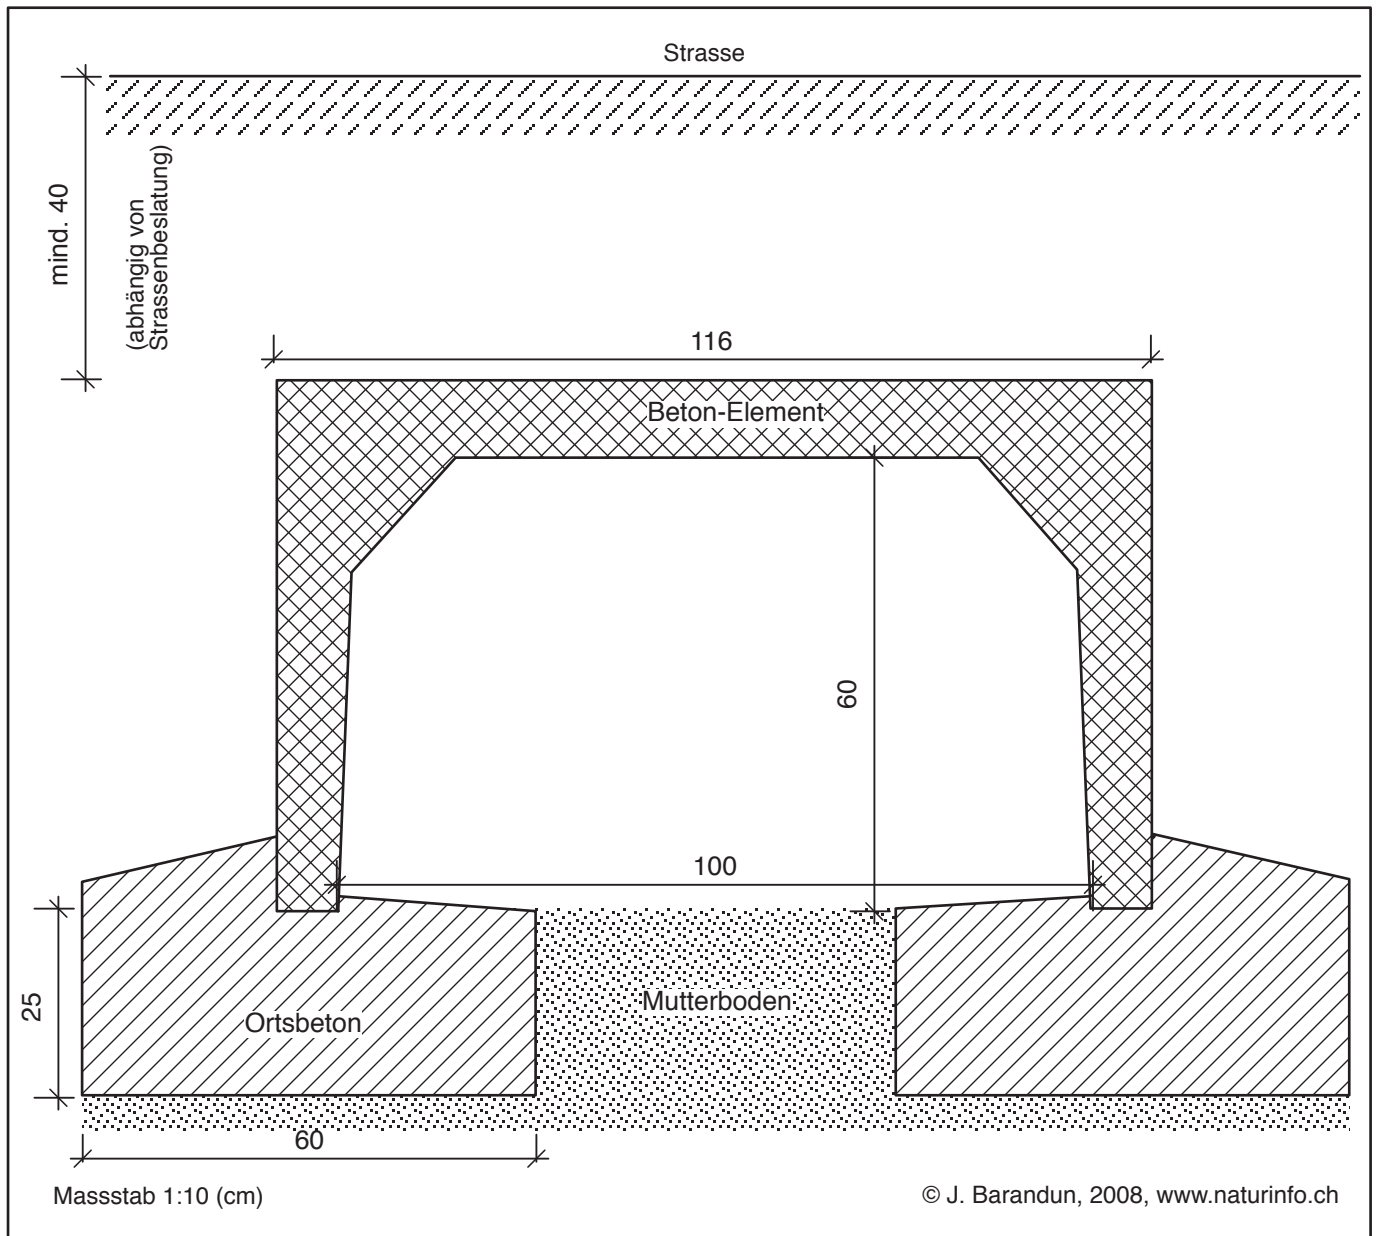 Strasse
mind. 40
(abhängig von
Strassenbeslatung)
116
Beton-Element
60
100
25
Ortsbeton
Mutterboden
60
Massstab 1:10 (cm)
© J. Barandun, 2008, www.naturinfo.ch